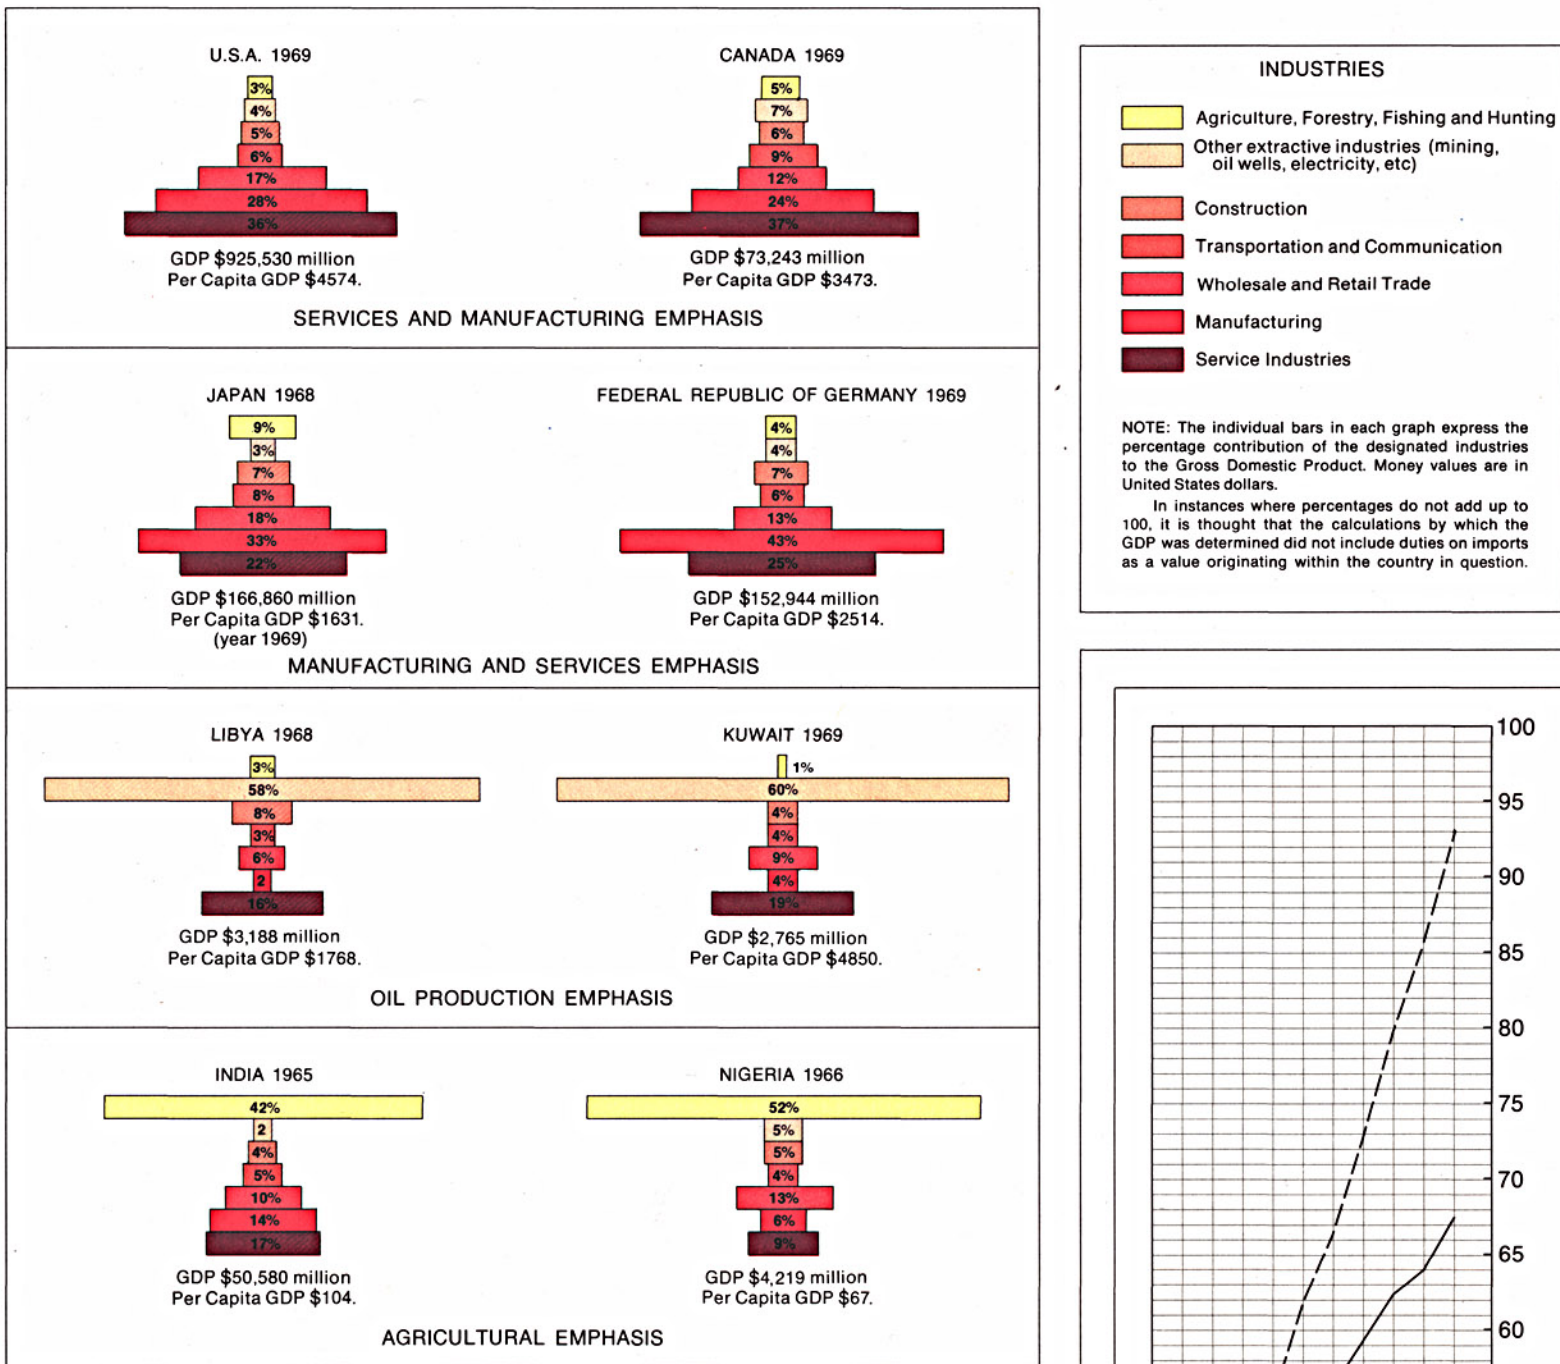 U.S.A. 1969
3%
4%
5%
6%
17%
28%
36%
GDP $925,530 million
Per Capita GDP $4574.
CANADA 1969
5%
7%
6%
9%
12%
24%
37%
GDP $73,243 million
Per Capita GDP $3473.
SERVICES AND MANUFACTURING EMPHASIS
JAPAN 1968
9%
3%
7%
8%
18%
33%
22%
GDP $166,860 million
Per Capita GDP $1631.
(year 1969)
FEDERAL REPUBLIC OF GERMANY 1969
4%
4%
7%
6%
13%
43%
25%
GDP $152,944 million
Per Capita GDP $2514.
MANUFACTURING AND SERVICES EMPHASIS
LIBYA 1968
3%
58%
8%
3%
6%
2
16%
GDP $3,188 million
Per Capita GDP $1768.
KUWAIT 1969
1%
60%
4%
4%
9%
4%
19%
GDP $2,765 million
Per Capita GDP $4850.
OIL PRODUCTION EMPHASIS
INDIA 1965
42%
2
4%
5%
10%
14%
17%
GDP $50,580 million
Per Capita GDP $104.
NIGERIA 1966
52%
5%
5%
4%
13%
6%
9%
GDP $4,219 million
Per Capita GDP $67.
AGRICULTURAL EMPHASIS
INDUSTRIES
Agriculture, Forestry, Fishing and Hunting
Other extractive industries (mining,
oil wells, electricity, etc)
Construction
Transportation and Communication
Wholesale and Retail Trade
Manufacturing
Service Industries
NOTE: The individual bars in each graph express the
percentage contribution of the designated industries
to the Gross Domestic Product. Money values are in
United States dollars.
In instances where percentages do not add up to
100, it is thought that the calculations by which the
GDP was determined did not include duties on imports
as a value originating within the country in question.
100
95
90
85
80
75
70
65
60